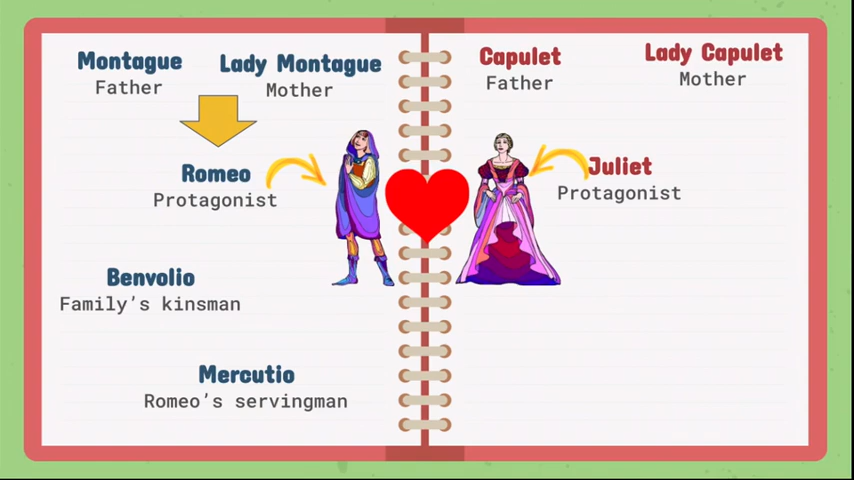 Montague
Father
Lady Montague
Mother
Romeo
Protagonist
Benvolio
Family's kinsman
Mercutio
Romeo's servingman
Capulet
Father
Lady Capulet
Mother
Juliet
Protagonist